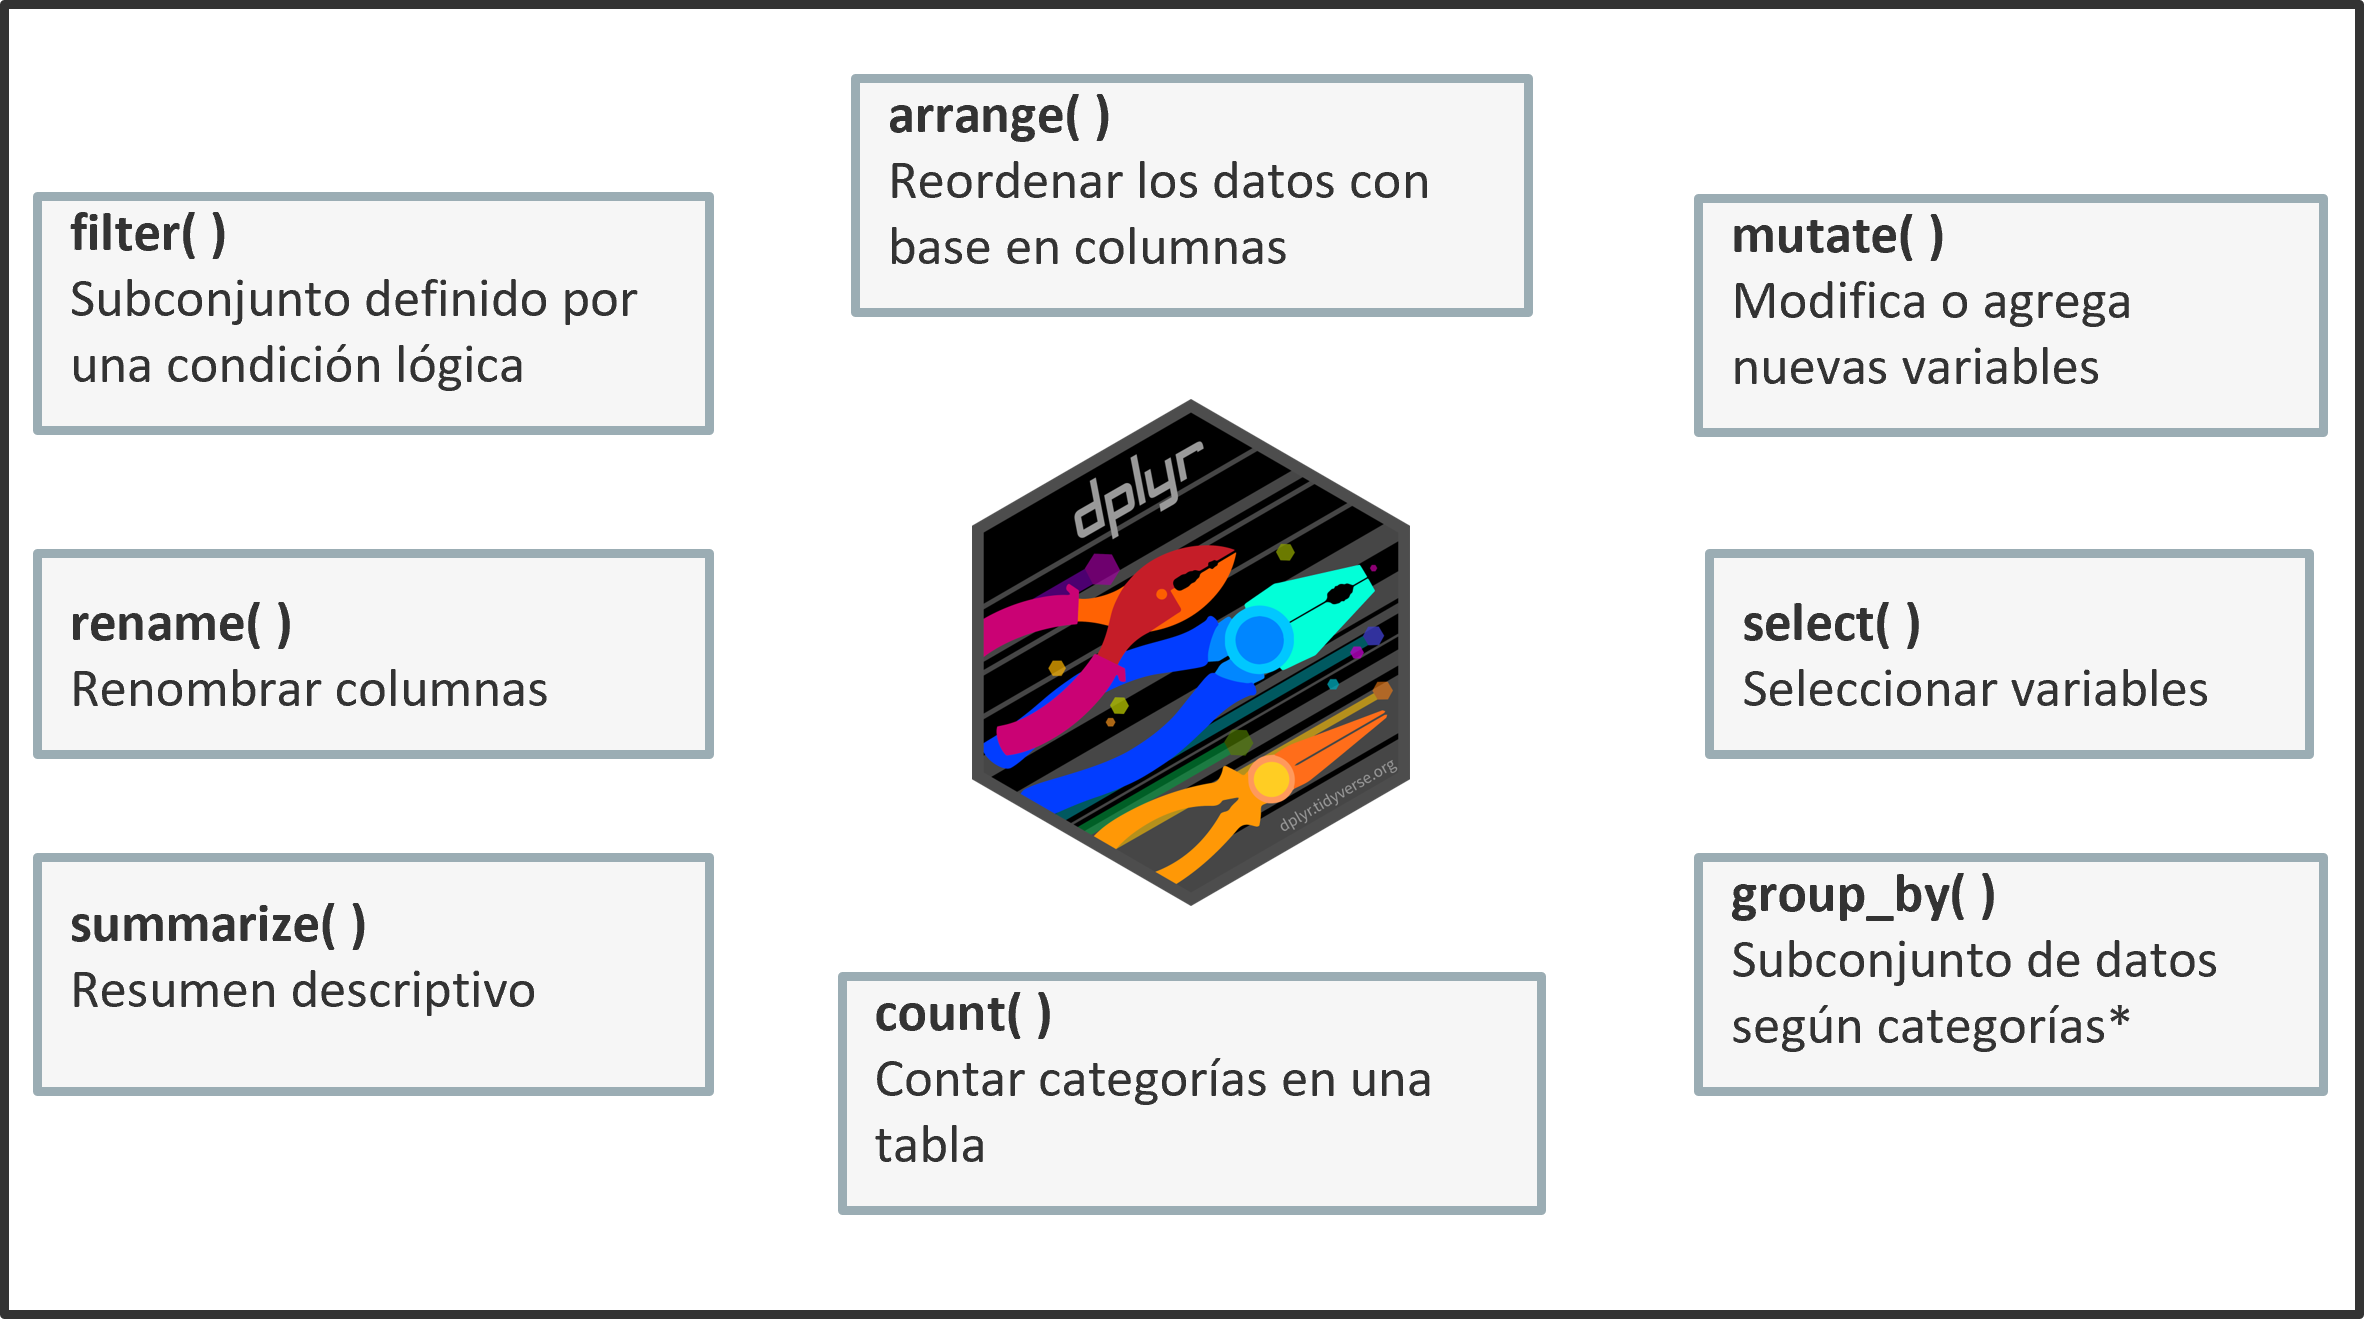 arrange( )
Reordenar los datos con
base en columnas
filter( )
Subconjunto definido por
una condición lógica
mutate( )
Modifica o agrega
nuevas variables
dplyr
rename( )
Renombrar columnas
select( )
Seleccionar variables
dplyr.tidyverse.org
summarize( )
Resumen descriptivo
group_by( )
Subconjunto de datos
según categorías*
count( )
Contar categorías en una
tabla